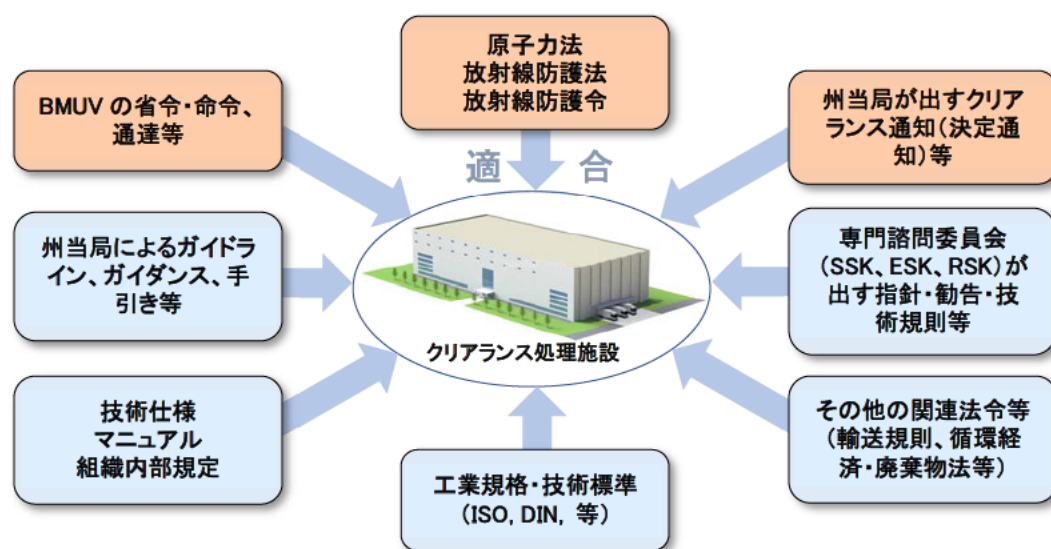 原子力法
放射線防護法
放射線防護令
BMUV の省令・命令、
通達等
州当局が出すクリア
ランス通知（決定通
知）等
適 合
州当局によるガイドラ
イン、ガイダンス、手
引き等
専門諮問委員会
（SSK、ESK、RSK）が
出す指針・勧告・技
術規則等
クリアランス処理施設
技術仕様
マニュアル
組織内部規定
その他の関連法令等
（輸送規則、循環経
済・廃棄物法等）
工業規格・技術標準
（ISO, DIN, 等）